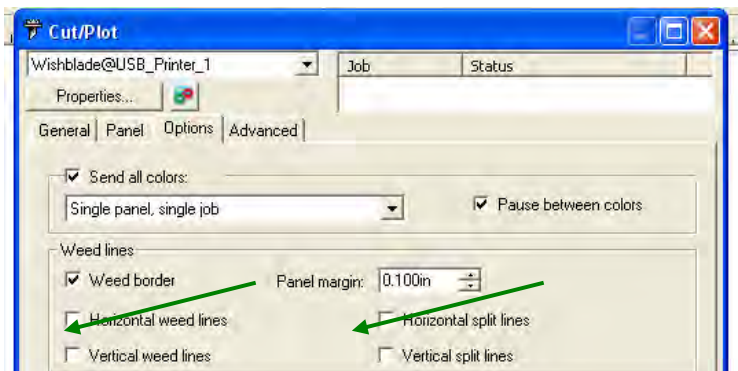 Cut/Plot
Wishblade@USB_Printer_1
Job Status
Properties...
General Panel Options Advanced
Send all colors:
Single panel, single job
Pause between colors
Weed lines
Weed border Panel margin: 0.100in
Horizontal weed lines Horizontal split lines
Vertical weed lines Vertical split lines